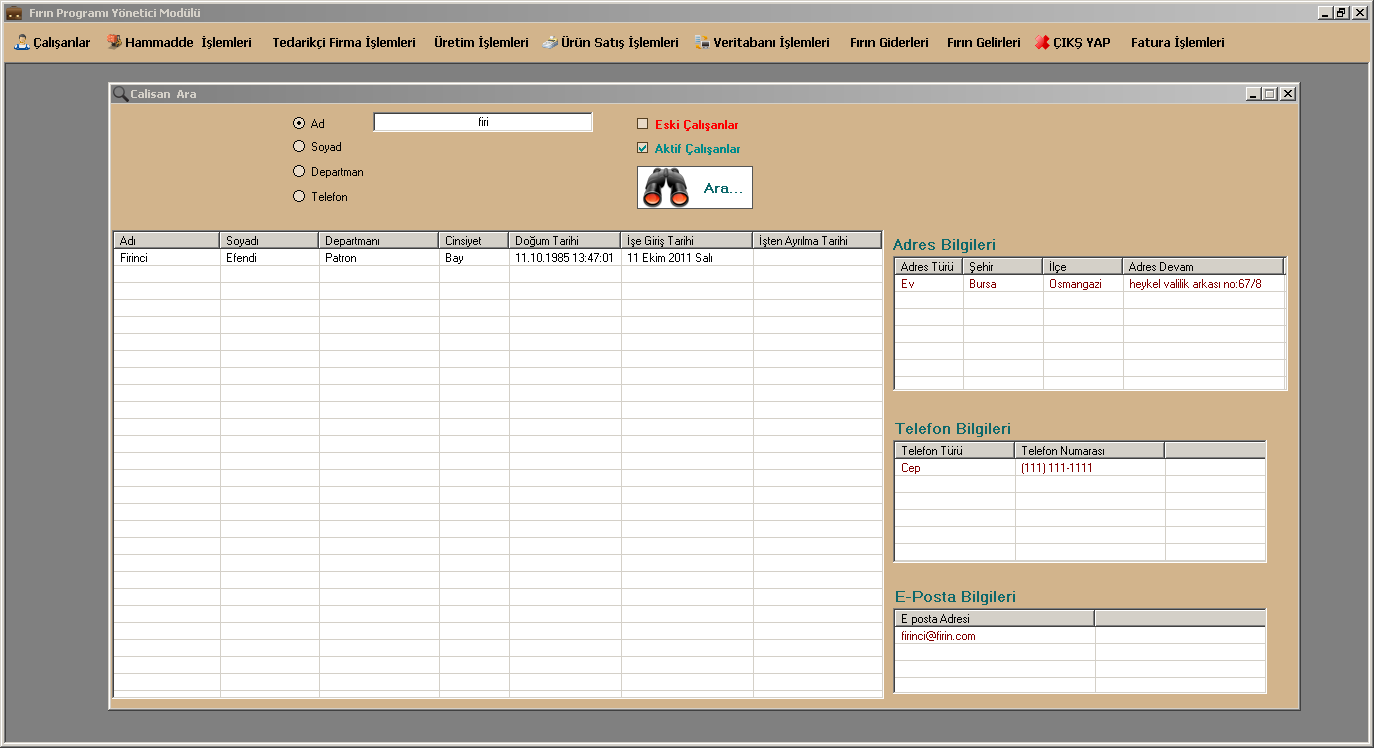 Fırın Programı Yönetici Modülü
Çalışanlar Hammadde İşlemleri Tedarikçi Firma İşlemleri Üretim İşlemleri Ürün Satış İşlemleri Veritabanı İşlemleri Fırın Giderleri Fırın Gelirleri ÇIKŞ YAP Fatura İşlemleri
Calisan Ara
Ad
firi
Soyad
Departman
Telefon
Eski Çalışanlar
Aktif Çalışanlar
Ara...
Adı Soyadı Departmanı Cinsiyet Doğum Tarihi İşe Giriş Tarihi İşten Ayrılma Tarihi
Firinci Efendi Patron Bay 11.10.1985 13:47:01 11 Ekim 2011 Salı
Adres Bilgileri
Adres Türü Şehir İlçe Adres Devam
Ev Bursa Osmangazi heykel valilik arkası no:67/8
Telefon Bilgileri
Telefon Türü Telefon Numarası
Cep (111) 111-1111
E-Posta Bilgileri
E posta Adresi
firinci@firin.com